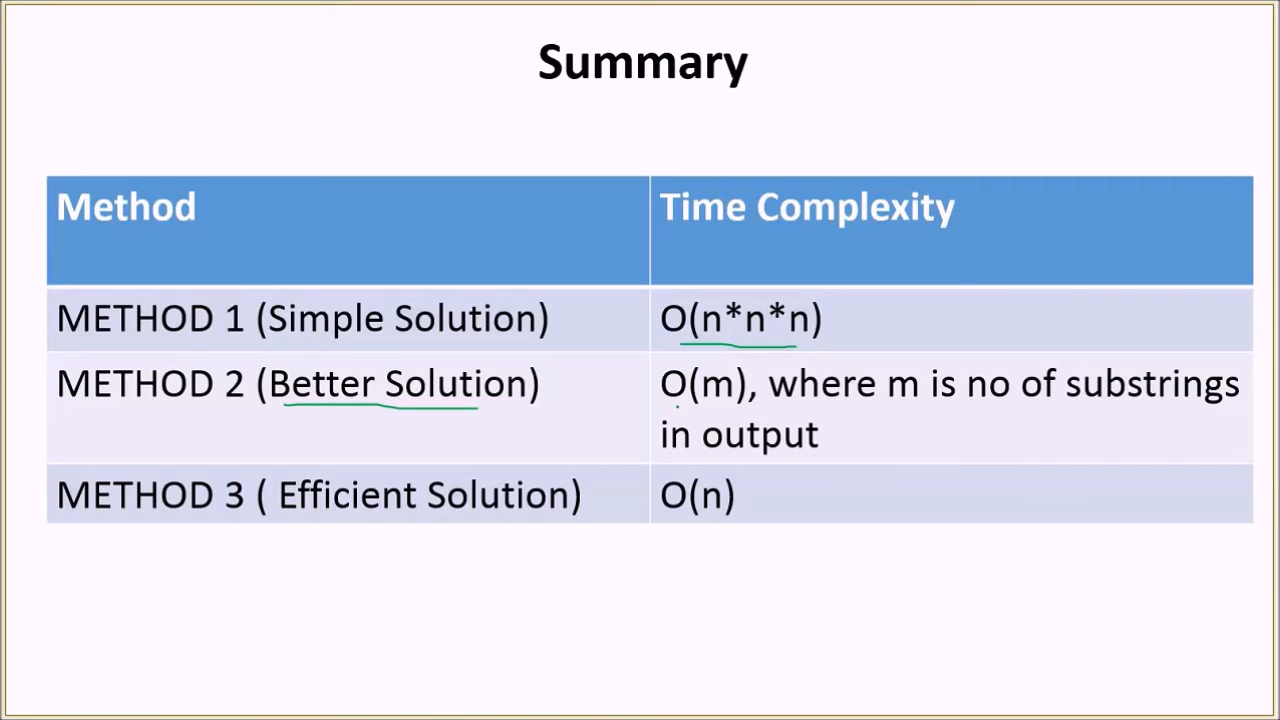 Summary
Method Time Complexity
METHOD 1 (Simple Solution) O(n*n*n)
METHOD 2 (Better Solution) O(m), where m is no of substrings
in output
METHOD 3 ( Efficient Solution) O(n)